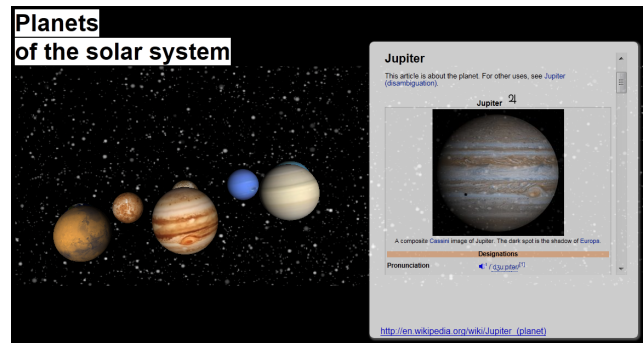 Planets
of the solar system
Jupiter
This article is about the planet. For other uses, see Jupiter
(disambiguation).
Jupiter ♃
A composite Cassini image of Jupiter. The dark spot is the shadow of Europa.
Designations
Pronunciation
http://en.wikipedia.org/wiki/Jupiter_(planet)